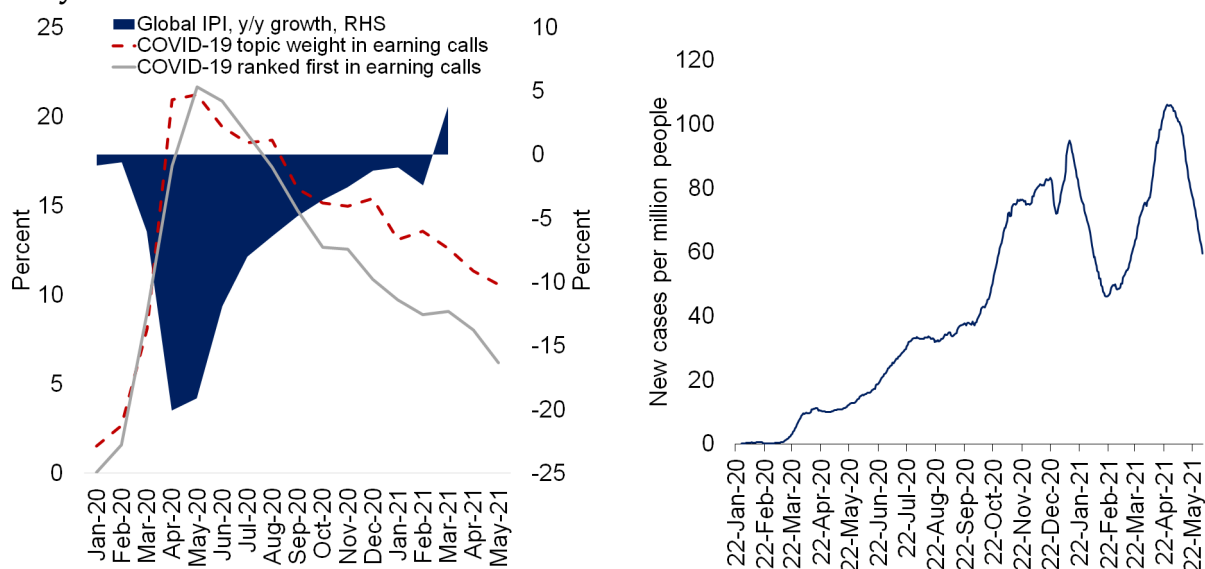 Global IPI, y/y growth, RHS
COVID-19 topic weight in earning calls
COVID-19 ranked first in earning calls
Percent
25
20
15
10
5
0
10
5
0
-5
-10
-15
-20
-25
Percent
Jan-20
Feb-20
Mar-20
Apr-20
May-20
Jun-20
Jul-20
Aug-20
Sep-20
Oct-20
Nov-20
Dec-20
Jan-21
Feb-21
Mar-21
Apr-21
May-21
New cases per million people
120
100
80
60
40
20
0
22-Jan-20
22-Feb-20
22-Mar-20
22-Apr-20
22-May-20
22-Jun-20
22-Jul-20
22-Aug-20
22-Sep-20
22-Oct-20
22-Nov-20
22-Dec-20
22-Jan-21
22-Feb-21
22-Mar-21
22-Apr-21
22-May-21